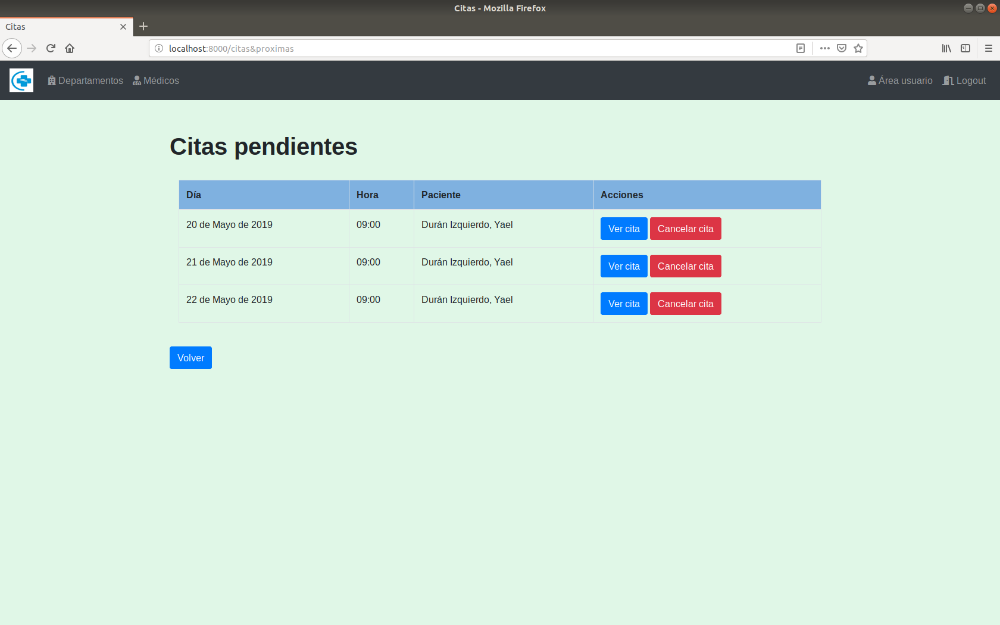 Citas - Mozilla Firefox
Citas
localhost:8000/citas&proximas
Departamentos Médicos Área usuario Logout
Citas pendientes
Día Hora Paciente Acciones
20 de Mayo de 2019 09:00 Durán Izquierdo, Yael Ver cita Cancelar cita
21 de Mayo de 2019 09:00 Durán Izquierdo, Yael Ver cita Cancelar cita
22 de Mayo de 2019 09:00 Durán Izquierdo, Yael Ver cita Cancelar cita
Volver